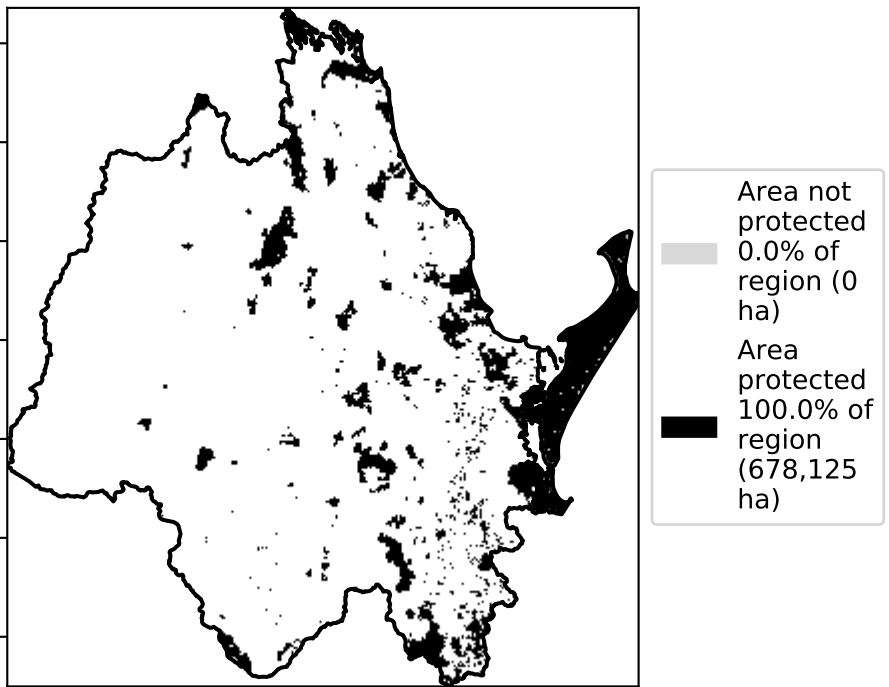 Area not
protected
0.0% of
region (0
ha)
Area
protected
100.0% of
region
(678,125
ha)